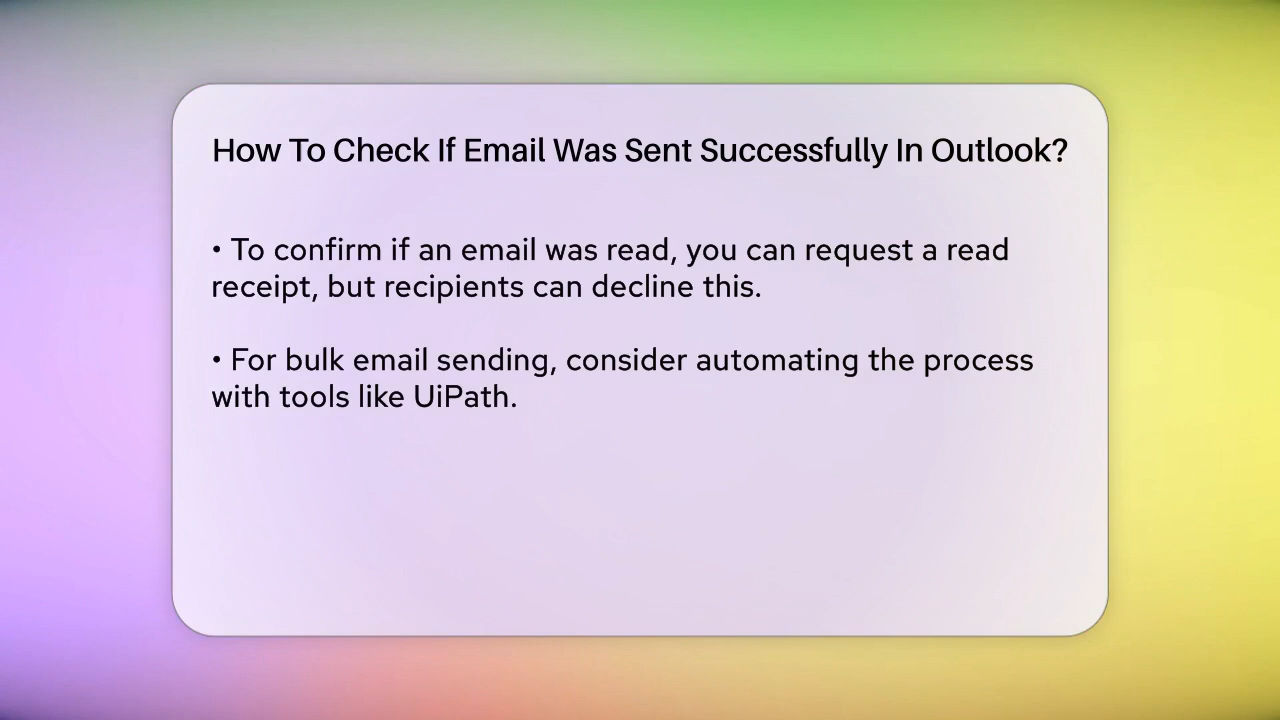 How To Check If Email Was Sent Successfully In Outlook?
• To confirm if an email was read, you can request a read
receipt, but recipients can decline this.
• For bulk email sending, consider automating the process
with tools like UiPath.